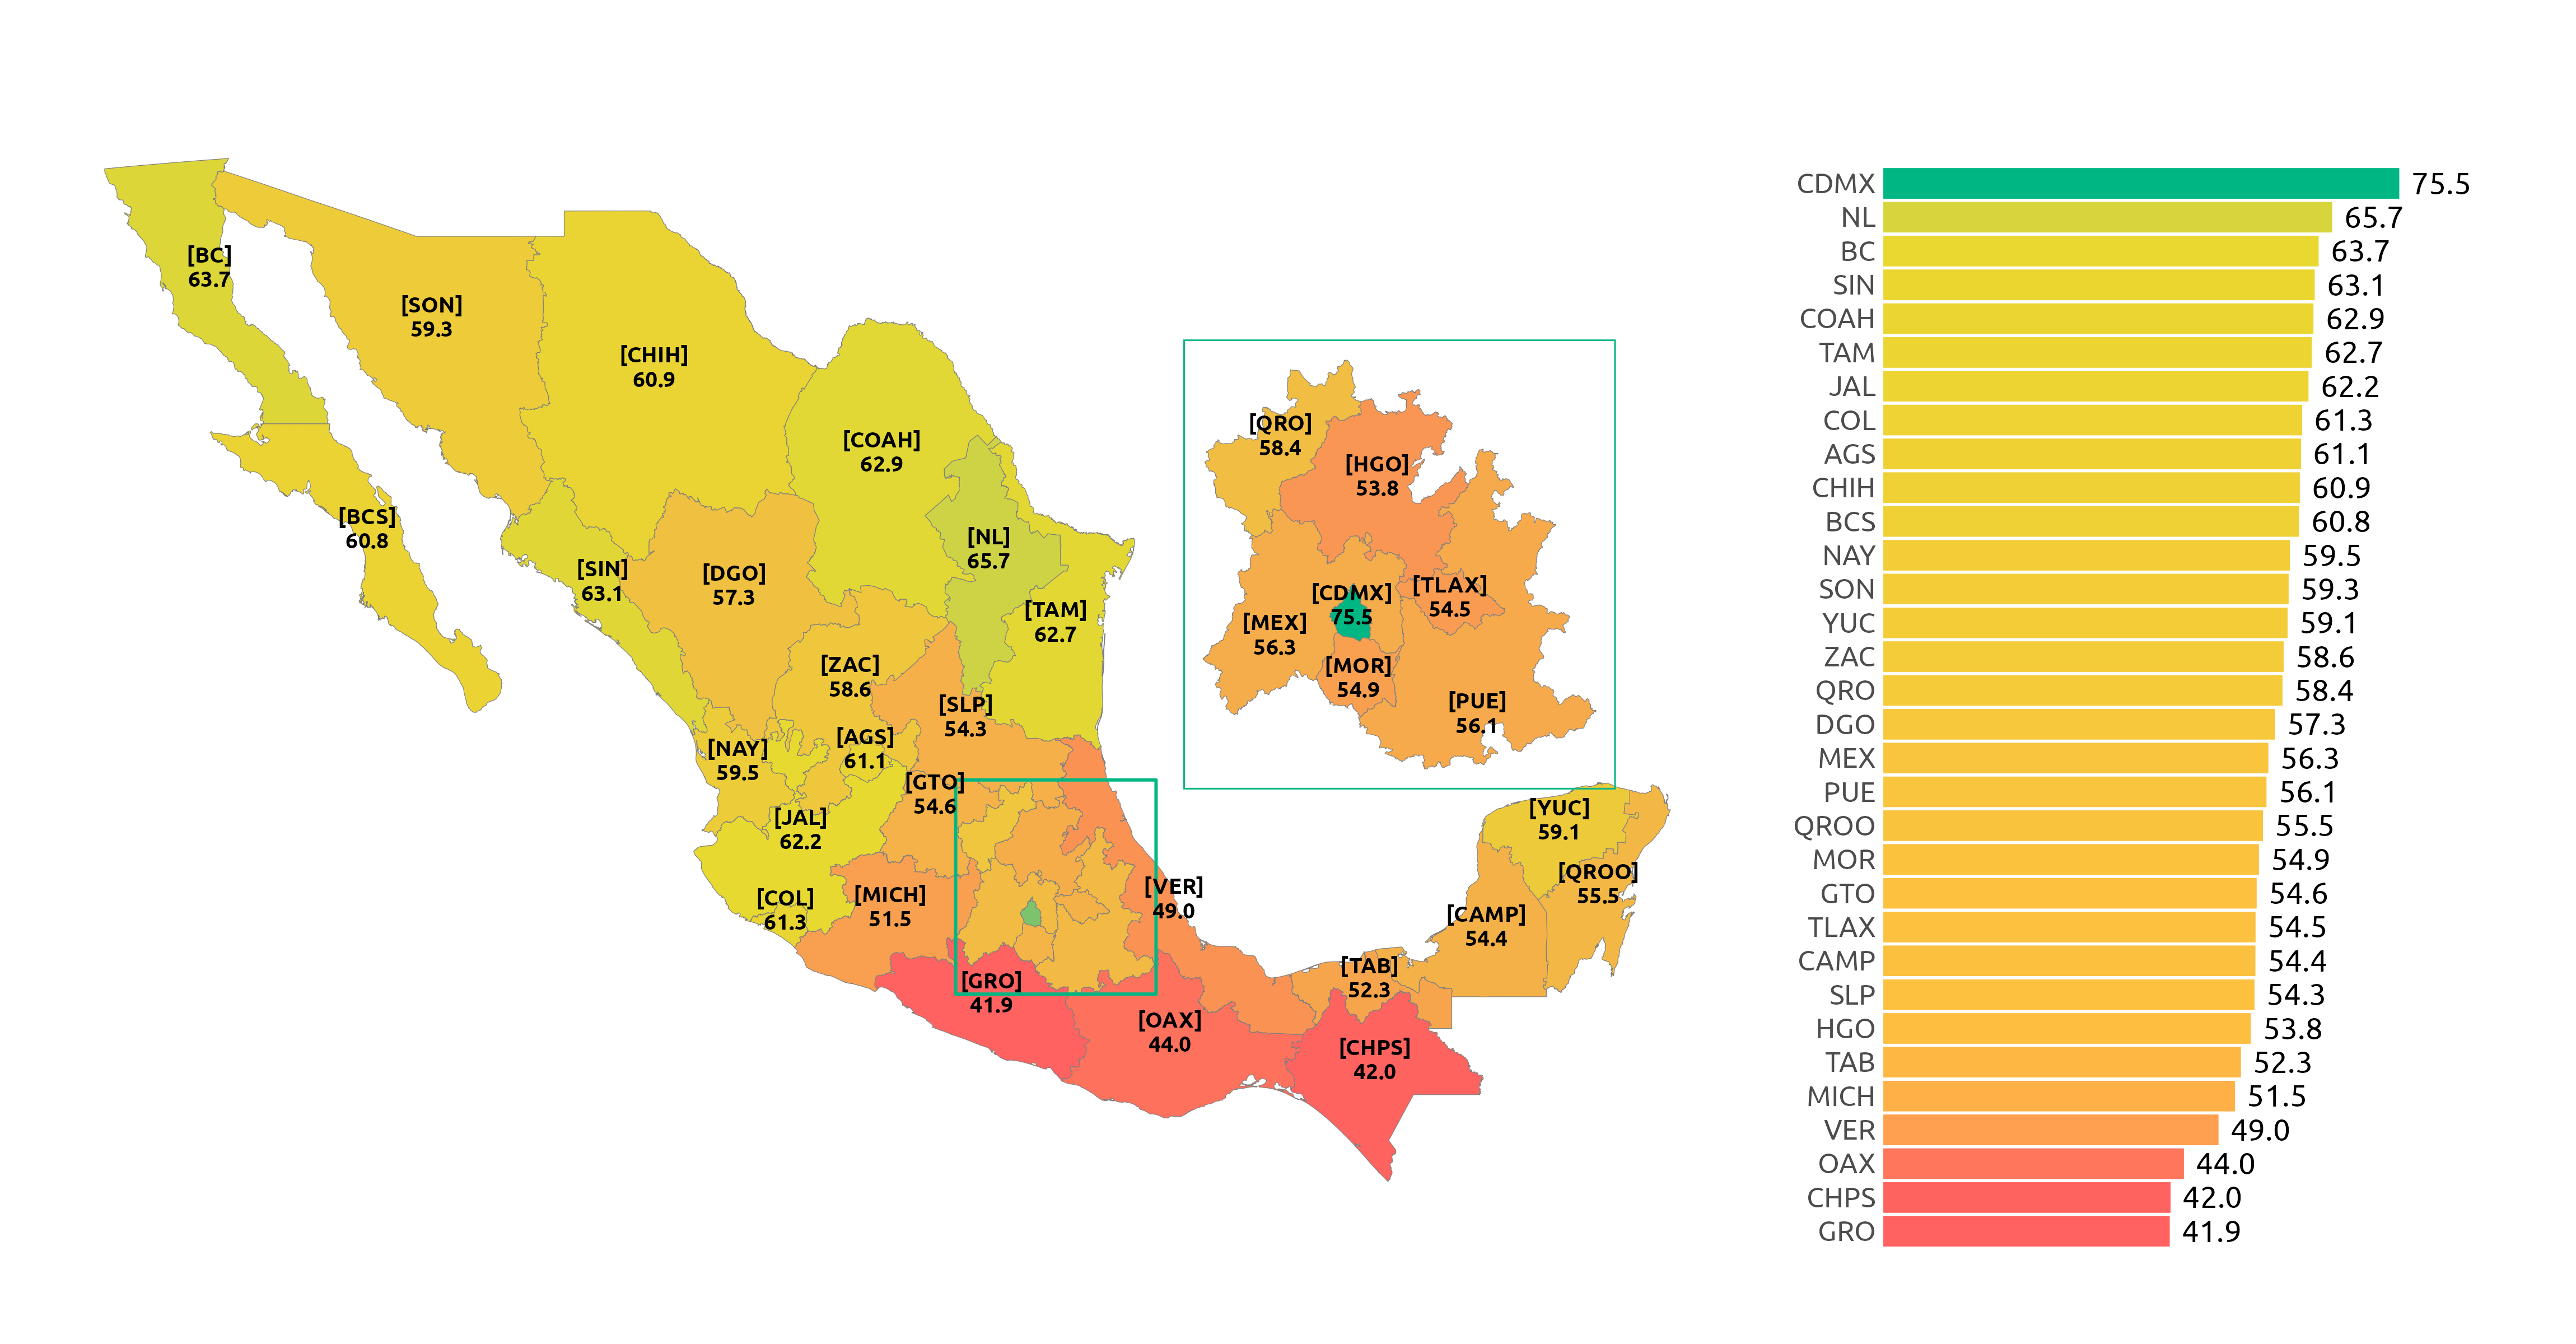 [BC]
63.7
[SON]
59.3
[CHIH]
60.9
[COAH]
62.9
[BCS]
60.8
[NL]
65.7
[SIN]
63.1
[DGO]
57.3
[TAM]
62.7
[ZAC]
58.6
[SLP]
54.3
[NAY]
59.5
[AGS]
61.1
[GTO]
54.6
[JAL]
62.2
[COL]
61.3
[MICH]
51.5
[VER]
49.0
[GRO]
41.9
[OAX]
44.0
[CHPS]
42.0
[TAB]
52.3
[CAMP]
54.4
[YUC]
59.1
[QROO]
55.5
[QRO]
58.4
[HGO]
53.8
[TLAX]
54.5
[CDMX]
75.5
[MEX]
56.3
[MOR]
54.9
[PUE]
56.1
CDMX 75.5
NL 65.7
BC 63.7
SIN 63.1
COAH 62.9
TAM 62.7
JAL 62.2
COL 61.3
AGS 61.1
CHIH 60.9
BCS 60.8
NAY 59.5
SON 59.3
YUC 59.1
ZAC 58.6
QRO 58.4
DGO 57.3
MEX 56.3
PUE 56.1
QROO 55.5
MOR 54.9
GTO 54.6
TLAX 54.5
CAMP 54.4
SLP 54.3
HGO 53.8
TAB 52.3
MICH 51.5
VER 49.0
OAX 44.0
CHPS 42.0
GRO 41.9